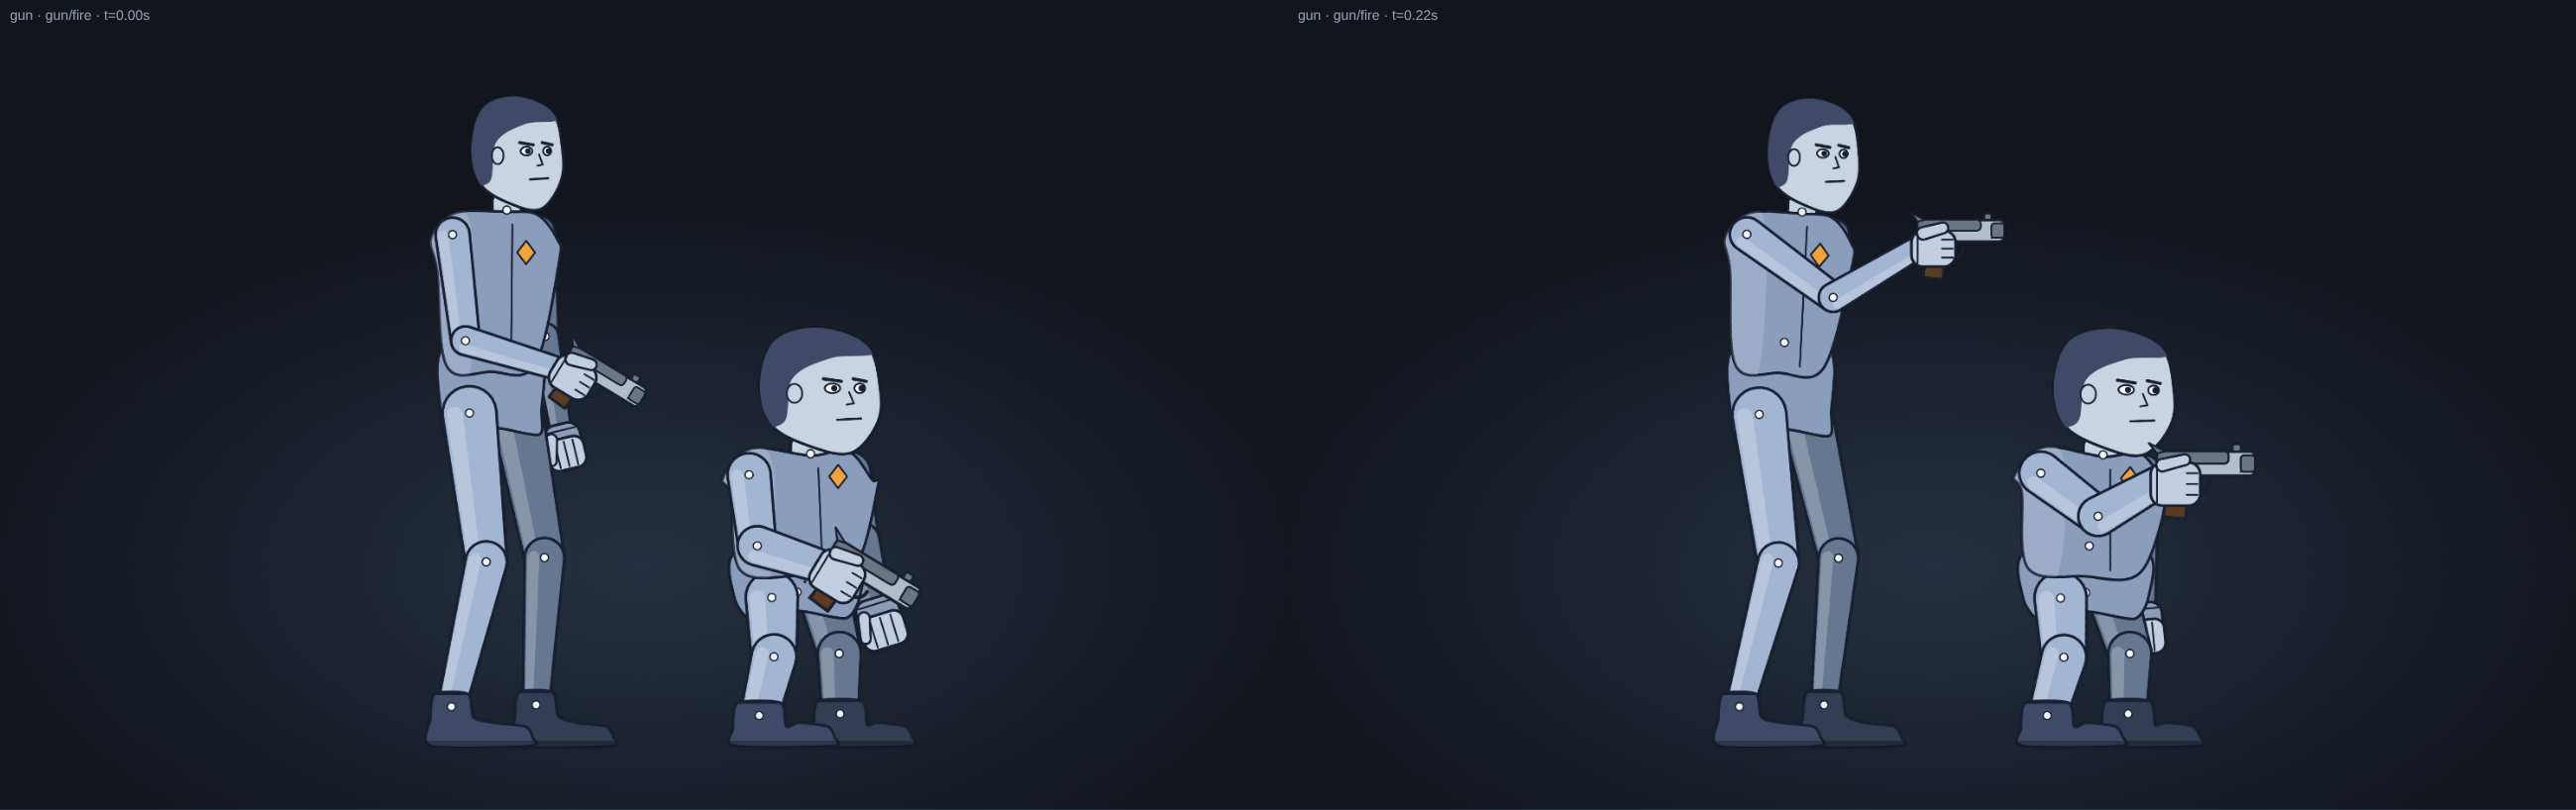 gun · gun/fire · t=0.00s
gun · gun/fire · t=0.22s